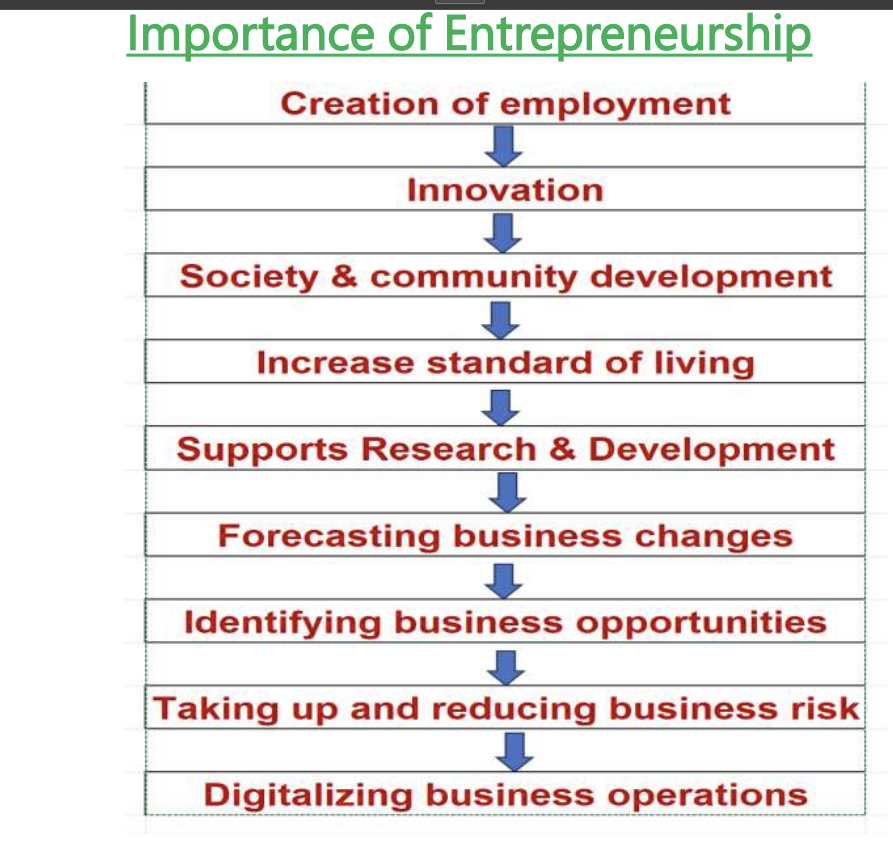 Importance of Entrepreneurship
Creation of employment
Innovation
Society & community development
Increase standard of living
Supports Research & Development
Forecasting business changes
Identifying business opportunities
Taking up and reducing business risk
Digitalizing business operations